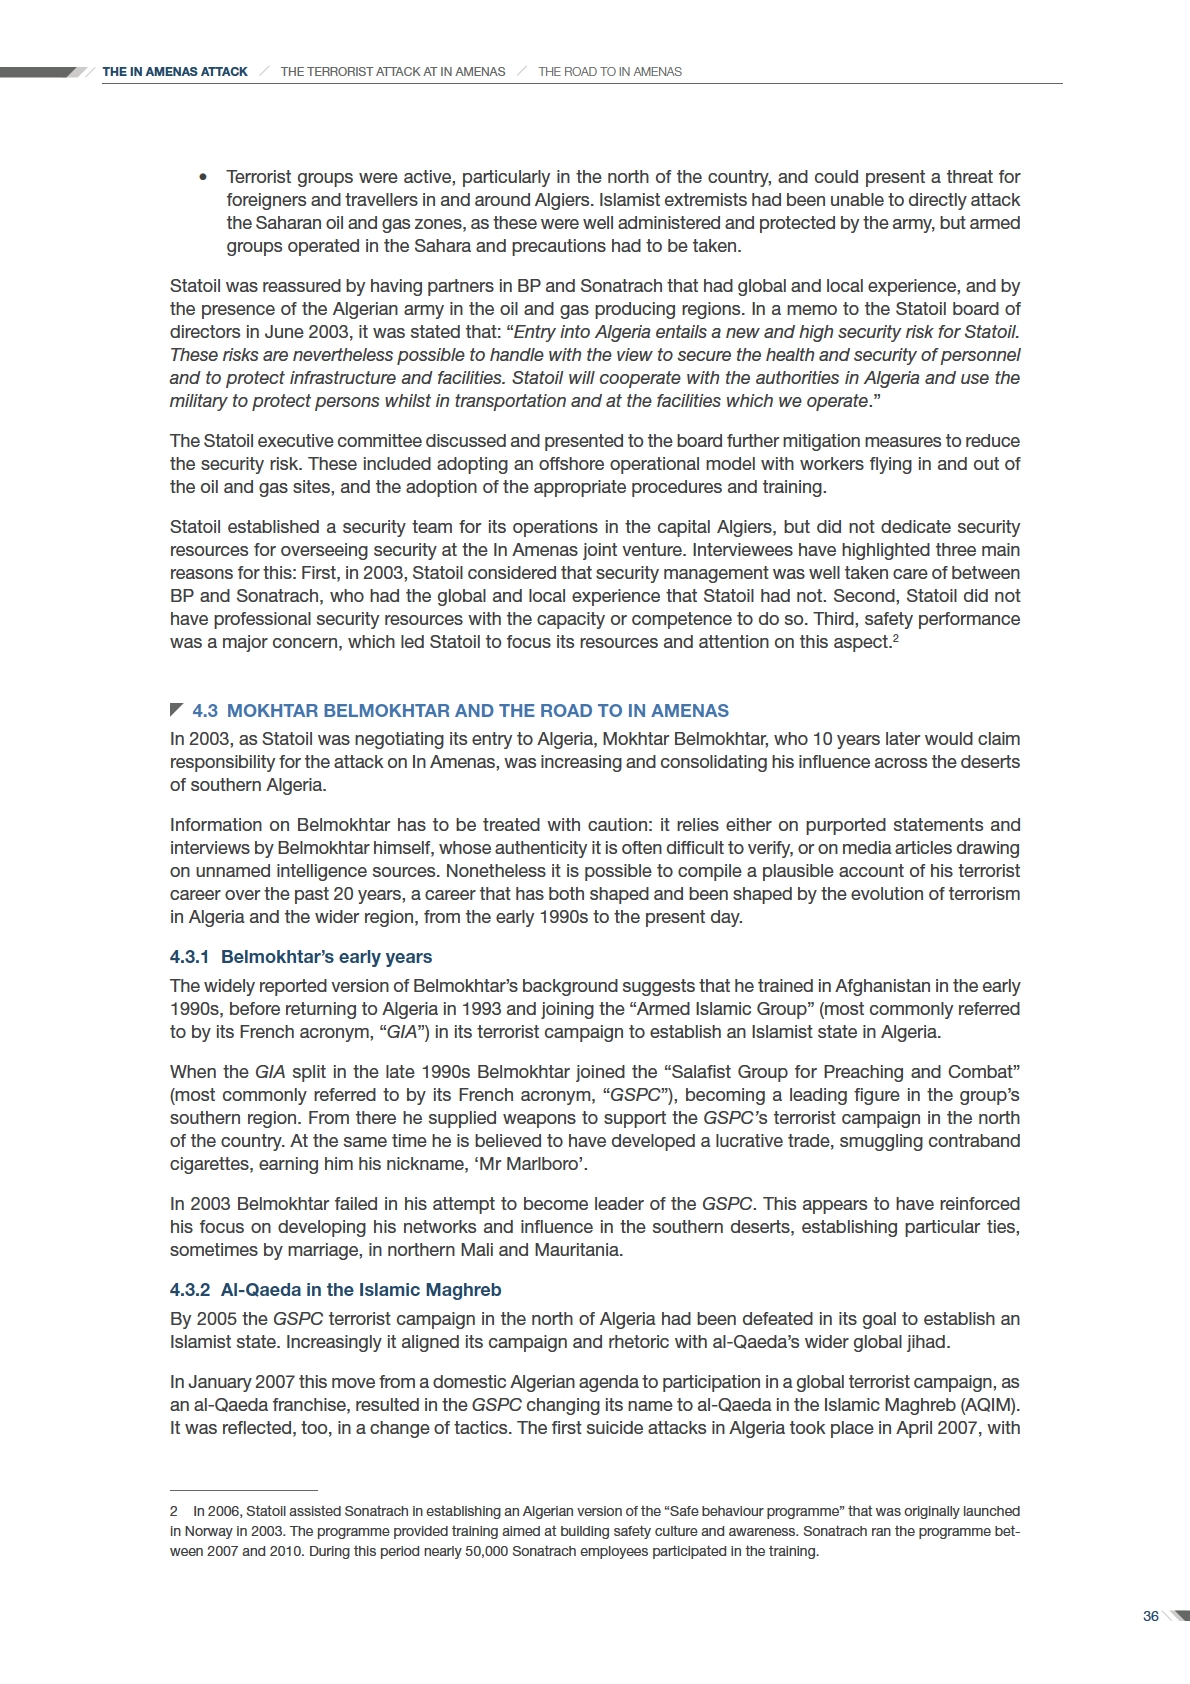 THE IN AMENAS ATTACK / THE TERRORIST ATTACK AT IN AMENAS / THE ROAD TO IN AMENAS
• Terrorist groups were active, particularly in the north of the country, and could present a threat for
foreigners and travellers in and around Algiers. Islamist extremists had been unable to directly attack
the Saharan oil and gas zones, as these were well administered and protected by the army, but armed
groups operated in the Sahara and precautions had to be taken.
Statoil was reassured by having partners in BP and Sonatrach that had global and local experience, and by
the presence of the Algerian army in the oil and gas producing regions. In a memo to the Statoil board of
directors in June 2003, it was stated that: “Entry into Algeria entails a new and high security risk for Statoil.
These risks are nevertheless possible to handle with the view to secure the health and security of personnel
and to protect infrastructure and facilities. Statoil will cooperate with the authorities in Algeria and use the
military to protect persons whilst in transportation and at the facilities which we operate.”
The Statoil executive committee discussed and presented to the board further mitigation measures to reduce
the security risk. These included adopting an offshore operational model with workers flying in and out of
the oil and gas sites, and the adoption of the appropriate procedures and training.
Statoil established a security team for its operations in the capital Algiers, but did not dedicate security
resources for overseeing security at the In Amenas joint venture. Interviewees have highlighted three main
reasons for this: First, in 2003, Statoil considered that security management was well taken care of between
BP and Sonatrach, who had the global and local experience that Statoil had not. Second, Statoil did not
have professional security resources with the capacity or competence to do so. Third, safety performance
was a major concern, which led Statoil to focus its resources and attention on this aspect.2
4.3 MOKHTAR BELMOKHTAR AND THE ROAD TO IN AMENAS
In 2003, as Statoil was negotiating its entry to Algeria, Mokhtar Belmokhtar, who 10 years later would claim
responsibility for the attack on In Amenas, was increasing and consolidating his influence across the deserts
of southern Algeria.
Information on Belmokhtar has to be treated with caution: it relies either on purported statements and
interviews by Belmokhtar himself, whose authenticity it is often difficult to verify, or on media articles drawing
on unnamed intelligence sources. Nonetheless it is possible to compile a plausible account of his terrorist
career over the past 20 years, a career that has both shaped and been shaped by the evolution of terrorism
in Algeria and the wider region, from the early 1990s to the present day.
4.3.1 Belmokhtar’s early years
The widely reported version of Belmokhtar’s background suggests that he trained in Afghanistan in the early
1990s, before returning to Algeria in 1993 and joining the “Armed Islamic Group” (most commonly referred
to by its French acronym, “GIA”) in its terrorist campaign to establish an Islamist state in Algeria.
When the GIA split in the late 1990s Belmokhtar joined the “Salafist Group for Preaching and Combat”
(most commonly referred to by its French acronym, “GSPC”), becoming a leading figure in the group’s
southern region. From there he supplied weapons to support the GSPC’s terrorist campaign in the north
of the country. At the same time he is believed to have developed a lucrative trade, smuggling contraband
cigarettes, earning him his nickname, ‘Mr Marlboro’.
In 2003 Belmokhtar failed in his attempt to become leader of the GSPC. This appears to have reinforced
his focus on developing his networks and influence in the southern deserts, establishing particular ties,
sometimes by marriage, in northern Mali and Mauritania.
4.3.2 Al-Qaeda in the Islamic Maghreb
By 2005 the GSPC terrorist campaign in the north of Algeria had been defeated in its goal to establish an
Islamist state. Increasingly it aligned its campaign and rhetoric with al-Qaeda’s wider global jihad.
In January 2007 this move from a domestic Algerian agenda to participation in a global terrorist campaign, as
an al-Qaeda franchise, resulted in the GSPC changing its name to al-Qaeda in the Islamic Maghreb (AQIM).
It was reflected, too, in a change of tactics. The first suicide attacks in Algeria took place in April 2007, with
2 In 2006, Statoil assisted Sonatrach in establishing an Algerian version of the “Safe behaviour programme” that was originally launched
in Norway in 2003. The programme provided training aimed at building safety culture and awareness. Sonatrach ran the programme bet-
ween 2007 and 2010. During this period nearly 50,000 Sonatrach employees participated in the training.
36